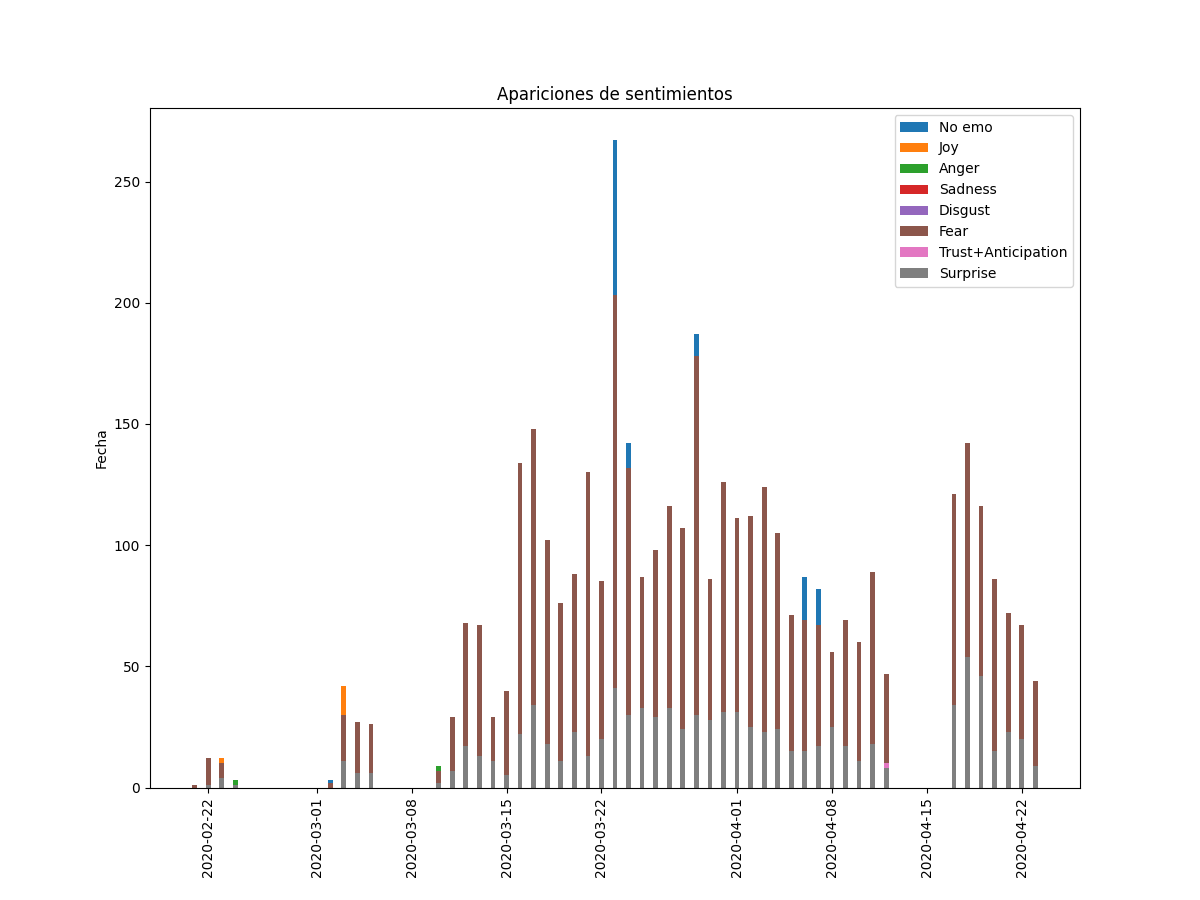 Apariciones de sentimientos
No emo
Joy
Anger
Sadness
Disgust
Fear
Trust+Anticipation
Surprise
Fecha
250
200
150
100
50
0
2020-02-22
2020-03-01
2020-03-08
2020-03-15
2020-03-22
2020-04-01
2020-04-08
2020-04-15
2020-04-22